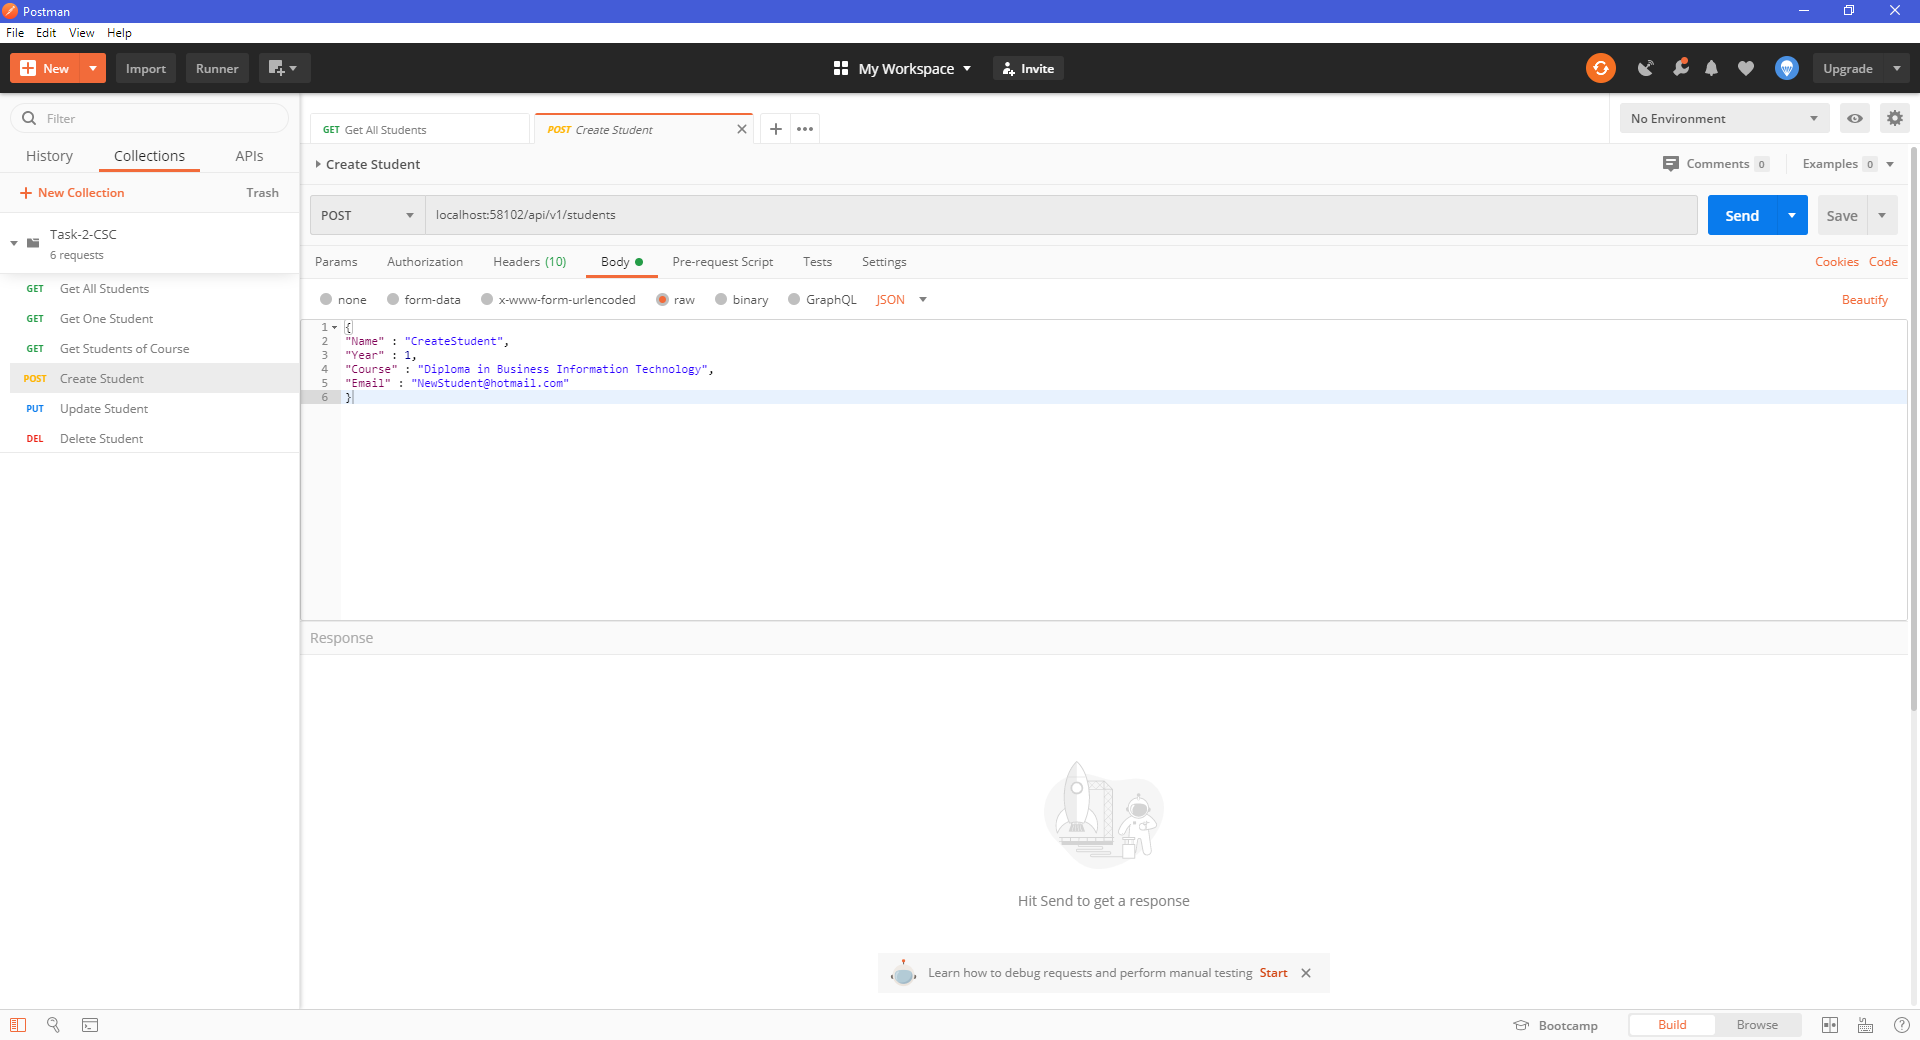 Postman
File Edit View Help
New Import Runner My Workspace Invite Upgrade
Filter
History Collections APIs
New Collection Trash
Task-2-CSC
6 requests
GET Get All Students
GET Get One Student
GET Get Students of Course
POST Create Student
PUT Update Student
DEL Delete Student
GET Get All Students POST Create Student No Environment
Create Student Comments 0 Examples 0
POST localhost:58102/api/v1/students Send Save
Params Authorization Headers (10) Body Pre-request Script Tests Settings Cookies Code
none form-data x-www-form-urlencoded raw binary GraphQL JSON Beautify
1 {
2 "Name" : "CreateStudent",
3 "Year" : 1,
4 "Course" : "Diploma in Business Information Technology",
5 "Email" : "NewStudent@hotmail.com"
6 }
Response
Hit Send to get a response
Learn how to debug requests and perform manual testing Start
Bootcamp Build Browse